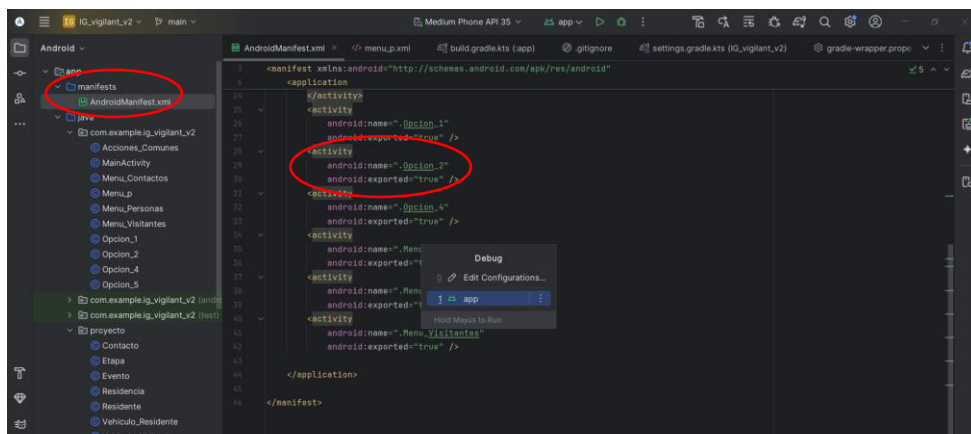 IG IG_vigilant_v2 main Medium Phone API 35 app
Android
AndroidManifest.xml menu_p.xml build.gradle.kts (:app) .gitignore settings.gradle.kts (IG_vigilant_v2) gradle-wrapper.prope
app
manifests
AndroidManifest.xml
java
com.example.ig_vigilant_v2
Acciones_Comunes
MainActivity
Menu_Contactos
Menu_p
Menu_Personas
Menu_Visitantes
Opcion_1
Opcion_2
Opcion_4
Opcion_5
com.example.ig_vigilant_v2 (andro
com.example.ig_vigilant_v2 (test)
proyecto
Contacto
Etapa
Evento
Residencia
Residente
Vehiculo_Residente
3 <manifest xmlns:android="http://schemas.android.com/apk/res/android"
5
<application
24 </activity>
25 <activity
26 android:name=".Opcion_1"
27 android:exported="true" />
28 <activity
29 android:name=".Opcion_2"
30 android:exported="true" />
31 <activity
32 android:name=".Opcion_4"
33 android:exported="true" />
34 <activity
35 android:name=".Menu
36 android:exported="t
37 <activity
38 android:name=".Menu
39 android:exported="t
40 <activity
41 android:name=".Menu_Visitantes"
42 android:exported="true" />
43
44 </application>
45
46 </manifest>
Debug
0 Edit Configurations...
1 app
Hold Mayús to Run